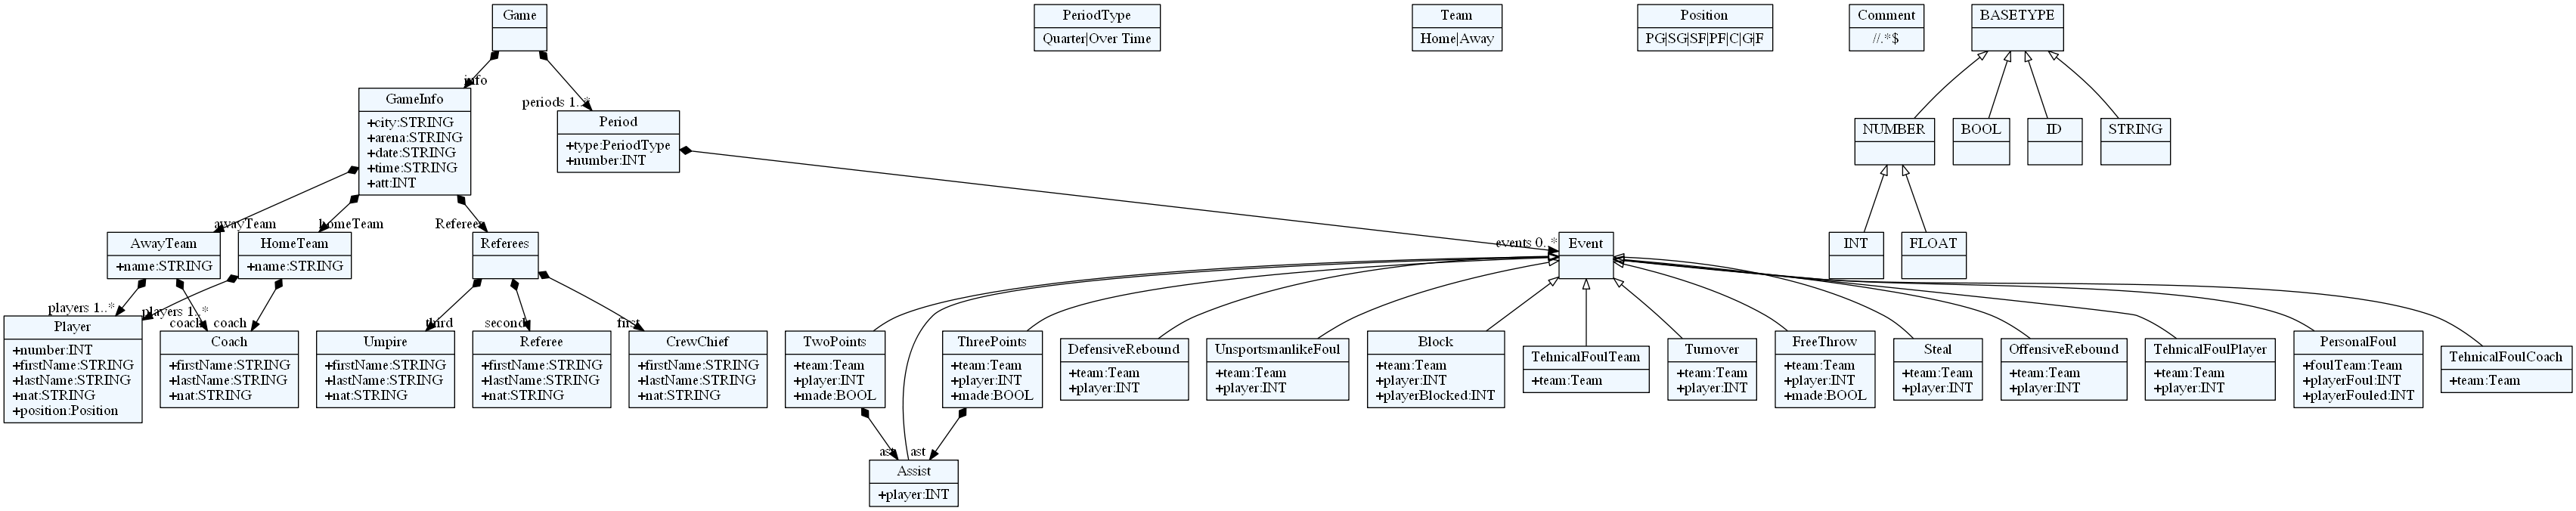 Game
PeriodType
Quarter|Over Time
Team
Home|Away
Position
PG|SG|SF|PF|C|G|F
Comment
//.*$
BASETYPE
info
periods 1..*
GameInfo
+city:STRING
+arena:STRING
+date:STRING
+time:STRING
+att:INT
Period
+type:PeriodType
+number:INT
NUMBER
BOOL
ID
STRING
awayTeam
homeTeam
Referees
events 0..*
AwayTeam
+name:STRING
HomeTeam
+name:STRING
Referees
Event
INT
FLOAT
players 1..*
players 1..*
coach
coach
third
second
first
Player
+number:INT
+firstName:STRING
+lastName:STRING
+nat:STRING
+position:Position
Coach
+firstName:STRING
+lastName:STRING
+nat:STRING
Umpire
+firstName:STRING
+lastName:STRING
+nat:STRING
Referee
+firstName:STRING
+lastName:STRING
+nat:STRING
CrewChief
+firstName:STRING
+lastName:STRING
+nat:STRING
TwoPoints
+team:Team
+player:INT
+made:BOOL
ThreePoints
+team:Team
+player:INT
+made:BOOL
DefensiveRebound
+team:Team
+player:INT
UnsportsmanlikeFoul
+team:Team
+player:INT
Block
+team:Team
+player:INT
+playerBlocked:INT
TehnicalFoulTeam
+team:Team
Turnover
+team:Team
+player:INT
FreeThrow
+team:Team
+player:INT
+made:BOOL
Steal
+team:Team
+player:INT
OffensiveRebound
+team:Team
+player:INT
TehnicalFoulPlayer
+team:Team
+player:INT
PersonalFoul
+foulTeam:Team
+playerFoul:INT
+playerFouled:INT
TehnicalFoulCoach
+team:Team
ast
ast
Assist
+player:INT